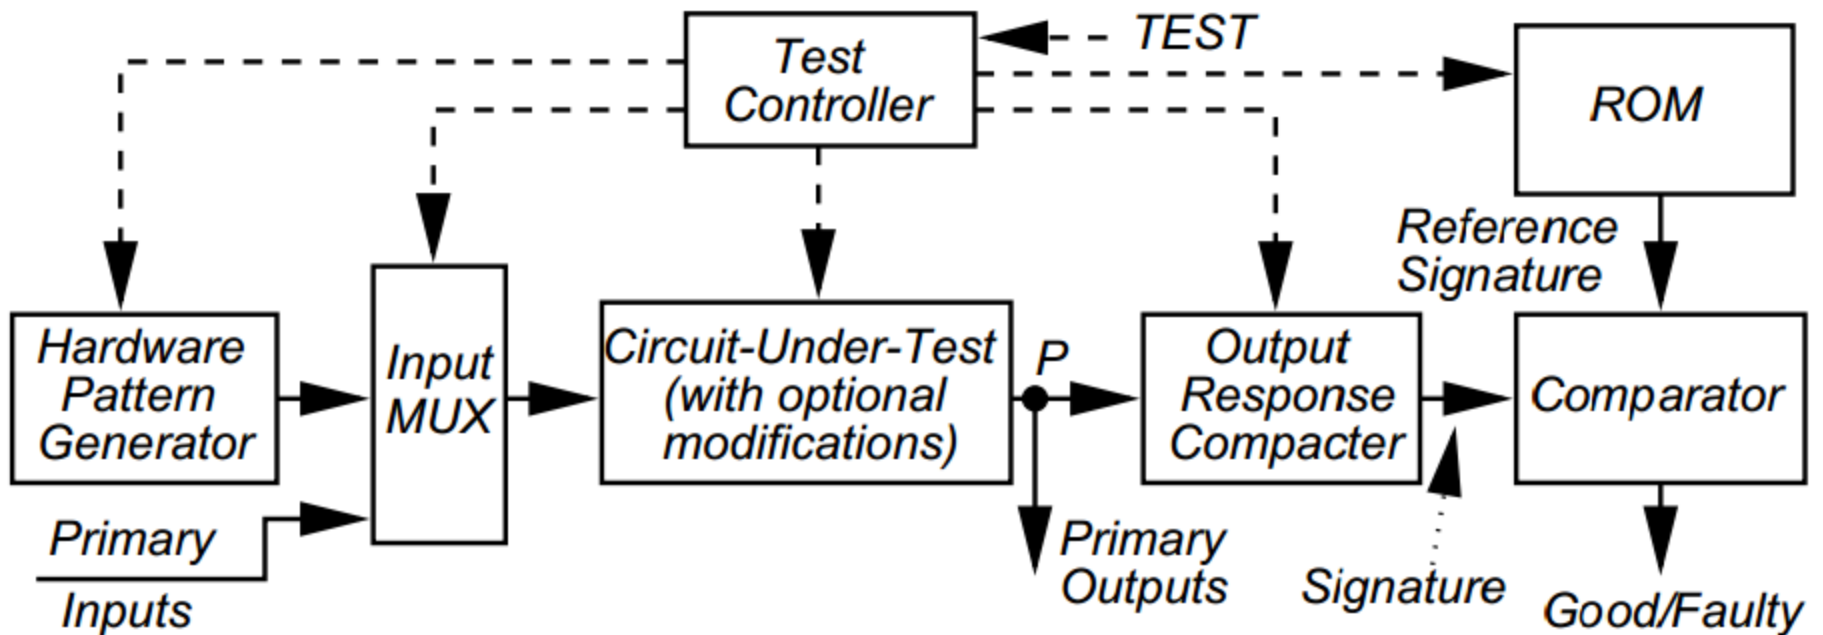 Test
Controller
TEST
ROM
Reference
Signature
Hardware
Pattern
Generator
Input
MUX
Circuit-Under-Test
(with optional
modifications)
P
Output
Response
Compacter
Comparator
Primary
Inputs
Primary
Outputs
Signature
Good/Faulty